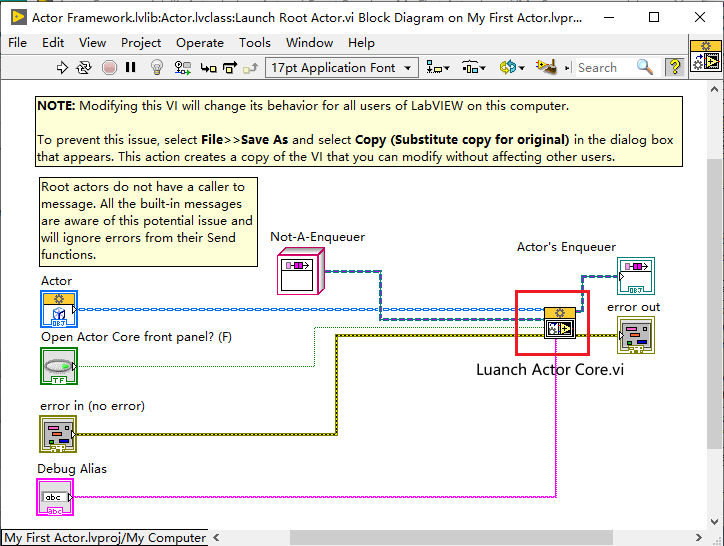 Actor Framework.lvlib:Actor.lvclass:Launch Root Actor.vi Block Diagram on My First Actor.lvpr...
File Edit View Project Operate Tools Window Help
17pt Application Font
Search
?
NOTE: Modifying this VI will change its behavior for all users of LabVIEW on this computer.
To prevent this issue, select File>>Save As and select Copy (Substitute copy for original) in the dialog box
that appears. This action creates a copy of the VI that you can modify without affecting other users.
Root actors do not have a caller to
message. All the built-in messages
are aware of this potential issue and
will ignore errors from their Send
functions.
Not-A-Enqueuer
Actor's Enqueuer
OBJ
Actor
OBJ
error out
Open Actor Core front panel? (F)
TF
Luanch Actor Core.vi
error in (no error)
Debug Alias
abc
abc
My First Actor.lvproj/My Computer